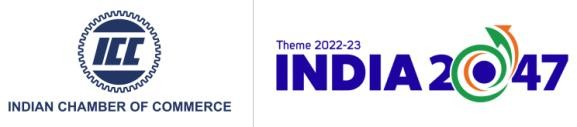 ICC
INDIAN CHAMBER OF COMMERCE
Theme 2022-23
INDIA 2047